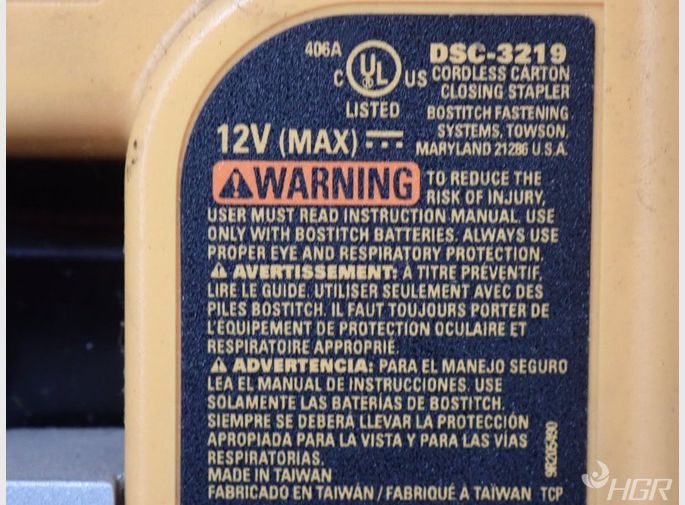 406A
C UL US
LISTED
DSC-3219
CORDLESS CARTON
CLOSING STAPLER
BOSTITCH FASTENING
SYSTEMS, TOWSON,
MARYLAND 21286 U.S.A.
12V (MAX)
WARNING TO REDUCE THE
RISK OF INJURY,
USER MUST READ INSTRUCTION MANUAL. USE
ONLY WITH BOSTITCH BATTERIES. ALWAYS USE
PROPER EYE AND RESPIRATORY PROTECTION.
AVERTISSEMENT: À TITRE PRÉVENTIF,
LIRE LE GUIDE. UTILISER SEULEMENT AVEC DES
PILES BOSTITCH. IL FAUT TOUJOURS PORTER DE
L'ÉQUIPEMENT DE PROTECTION OCULAIRE ET
RESPIRATOIRE APPROPRIÉ.
ADVERTENCIA: PARA EL MANEJO SEGURO
LEA EL MANUAL DE INSTRUCCIONES. USE
SOLAMENTE LAS BATERÍAS DE BOSTITCH.
SIEMPRE SE DEBERÁ LLEVAR LA PROTECCIÓN
APROPIADA PARA LA VISTA Y PARA LAS VÍAS
RESPIRATORIAS.
MADE IN TAIWAN
FABRICADO EN TAIWÁN / FABRIQUÉ À TAÏWAN TCP
9R205490
HGR